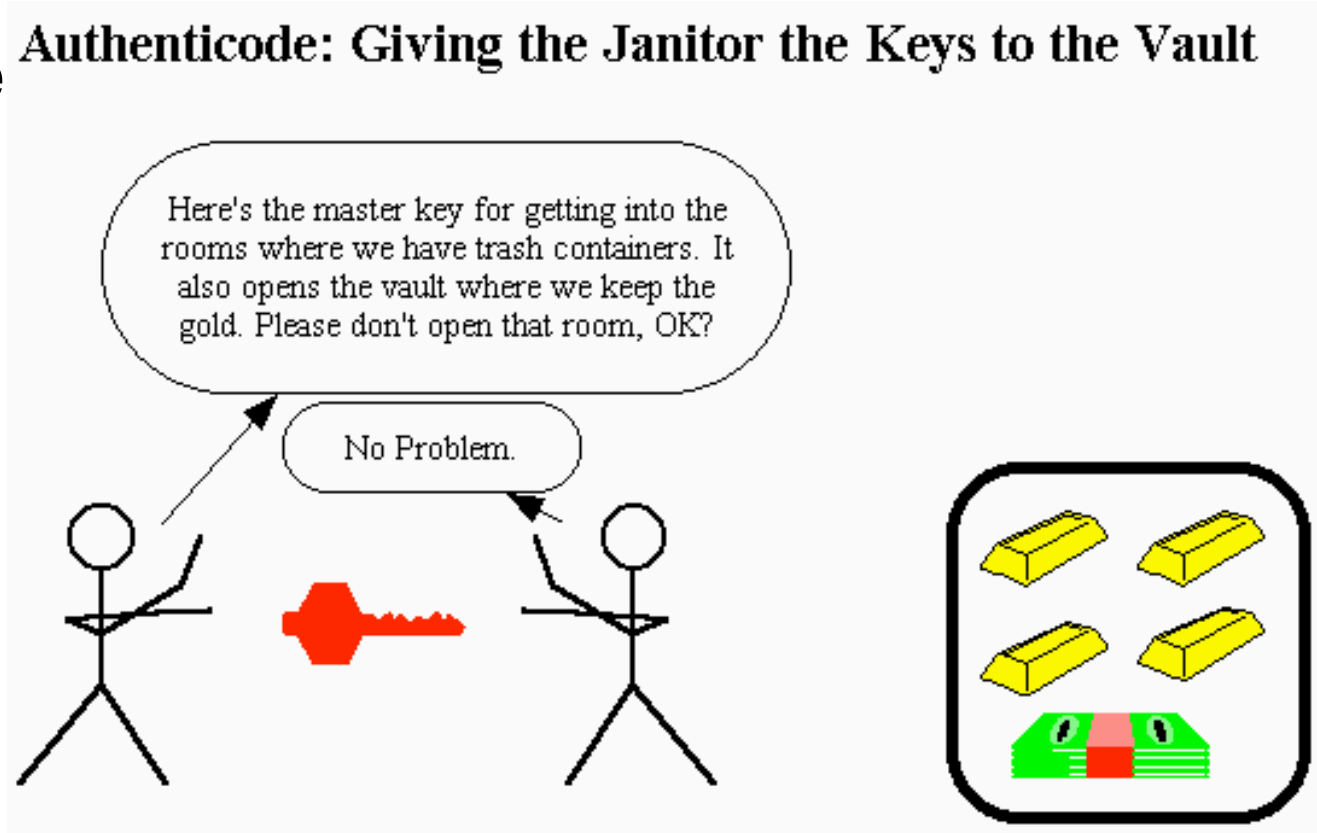 Authenticode: Giving the Janitor the Keys to the Vault
Here's the master key for getting into the
rooms where we have trash containers. It
also opens the vault where we keep the
gold. Please don't open that room, OK?
No Problem.